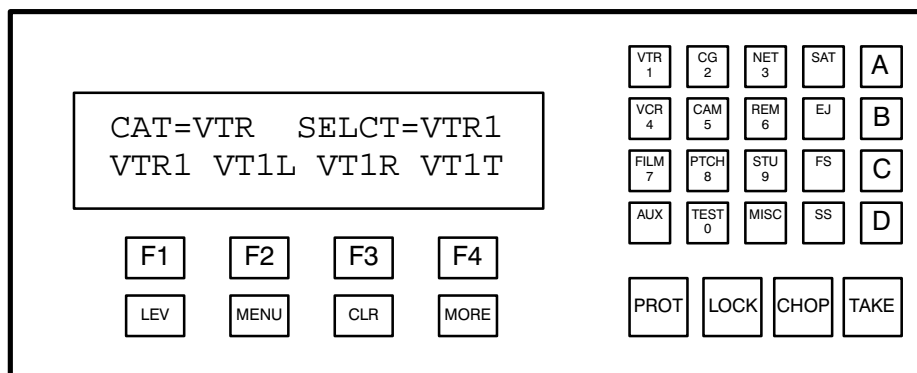 CAT=VTR SELCT=VTR1
VTR1 VT1L VT1R VT1T
F1 F2 F3 F4
LEV MENU CLR MORE
VTR 1 CG 2 NET 3 SAT A
VCR 4 CAM 5 REM 6 EJ B
FILM 7 PTCH 8 STU 9 FS C
AUX TEST 0 MISC SS D
PROT LOCK CHOP TAKE